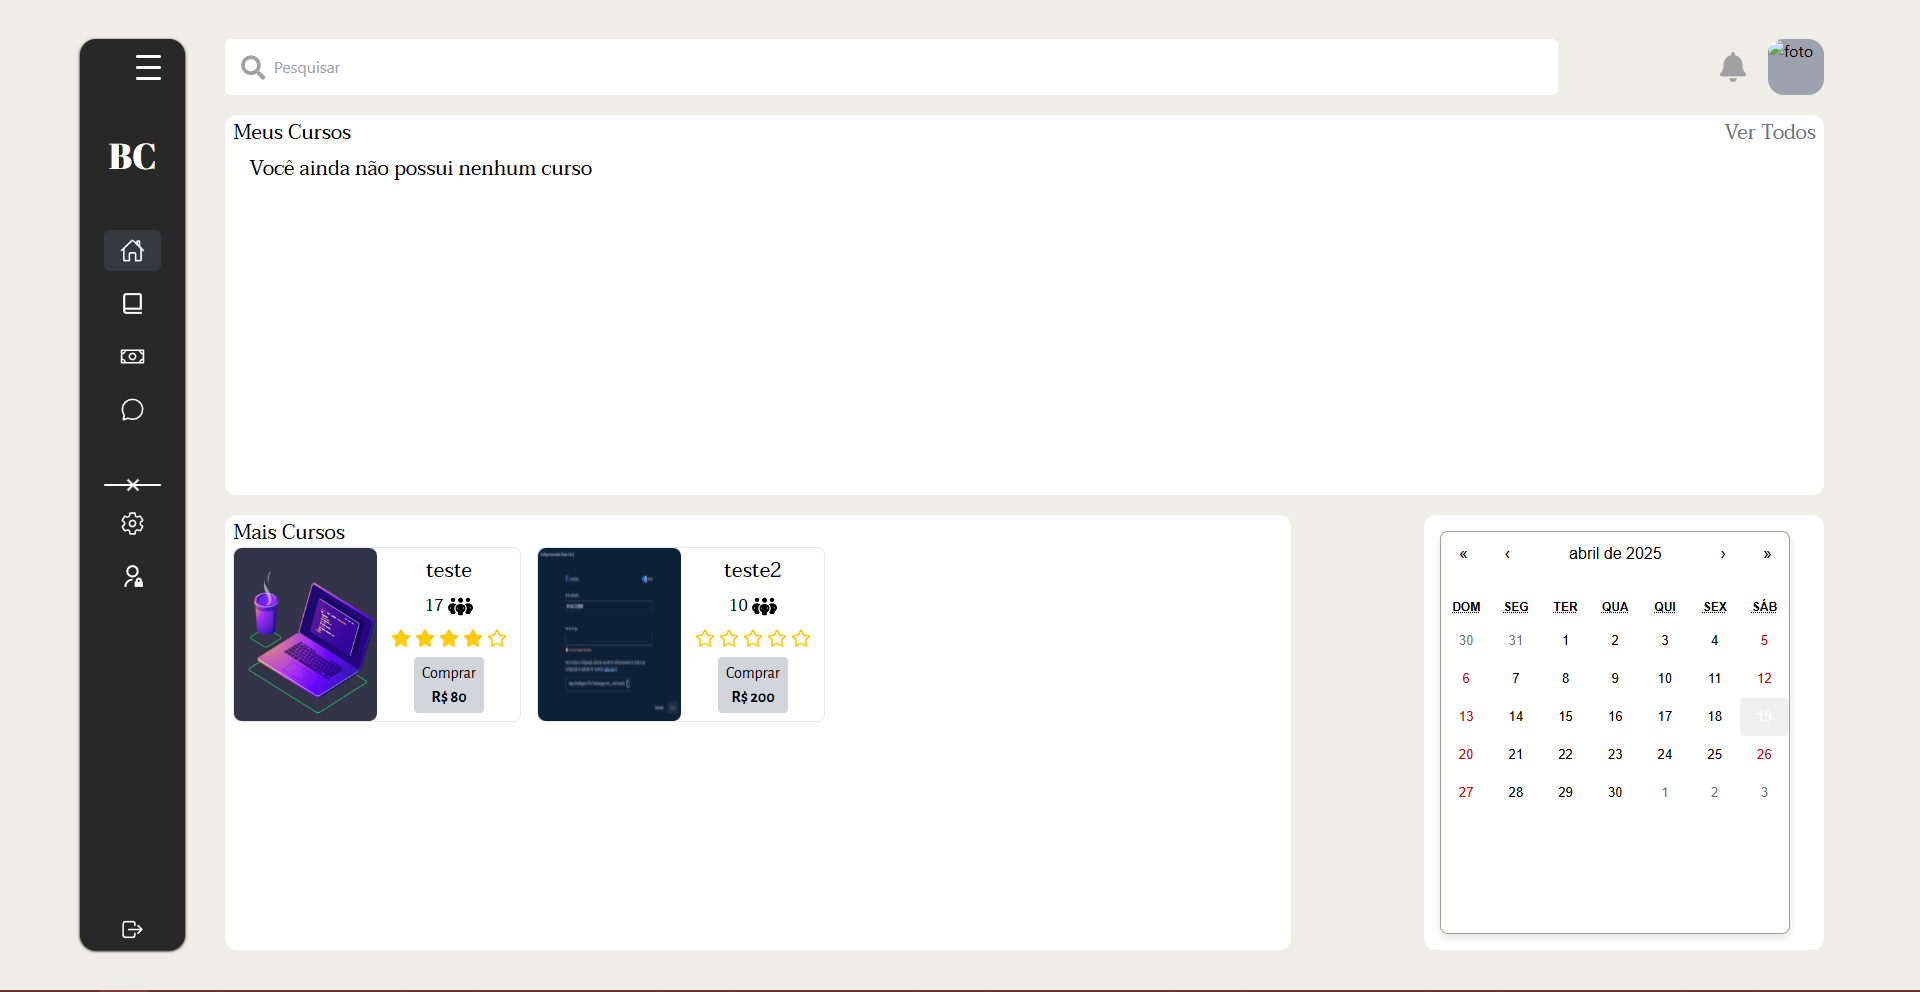 Pesquisar
foto
BC
Meus Cursos
Ver Todos
Você ainda não possui nenhum curso
Mais Cursos
teste
17
Comprar
R$ 80
teste2
10
Comprar
R$ 200
« ‹ abril de 2025 › »
DOM SEG TER QUA QUI SEX SÁB
30 31 1 2 3 4 5
6 7 8 9 10 11 12
13 14 15 16 17 18 19
20 21 22 23 24 25 26
27 28 29 30 1 2 3